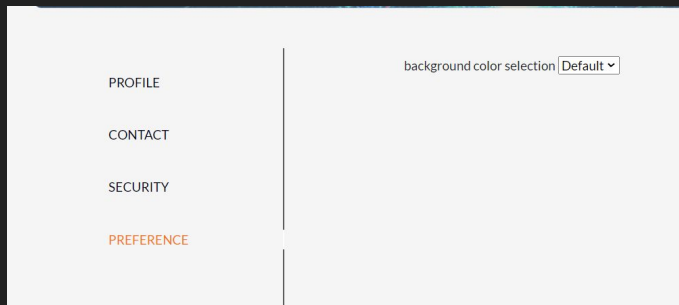 background color selection Default
PROFILE
CONTACT
SECURITY
PREFERENCE